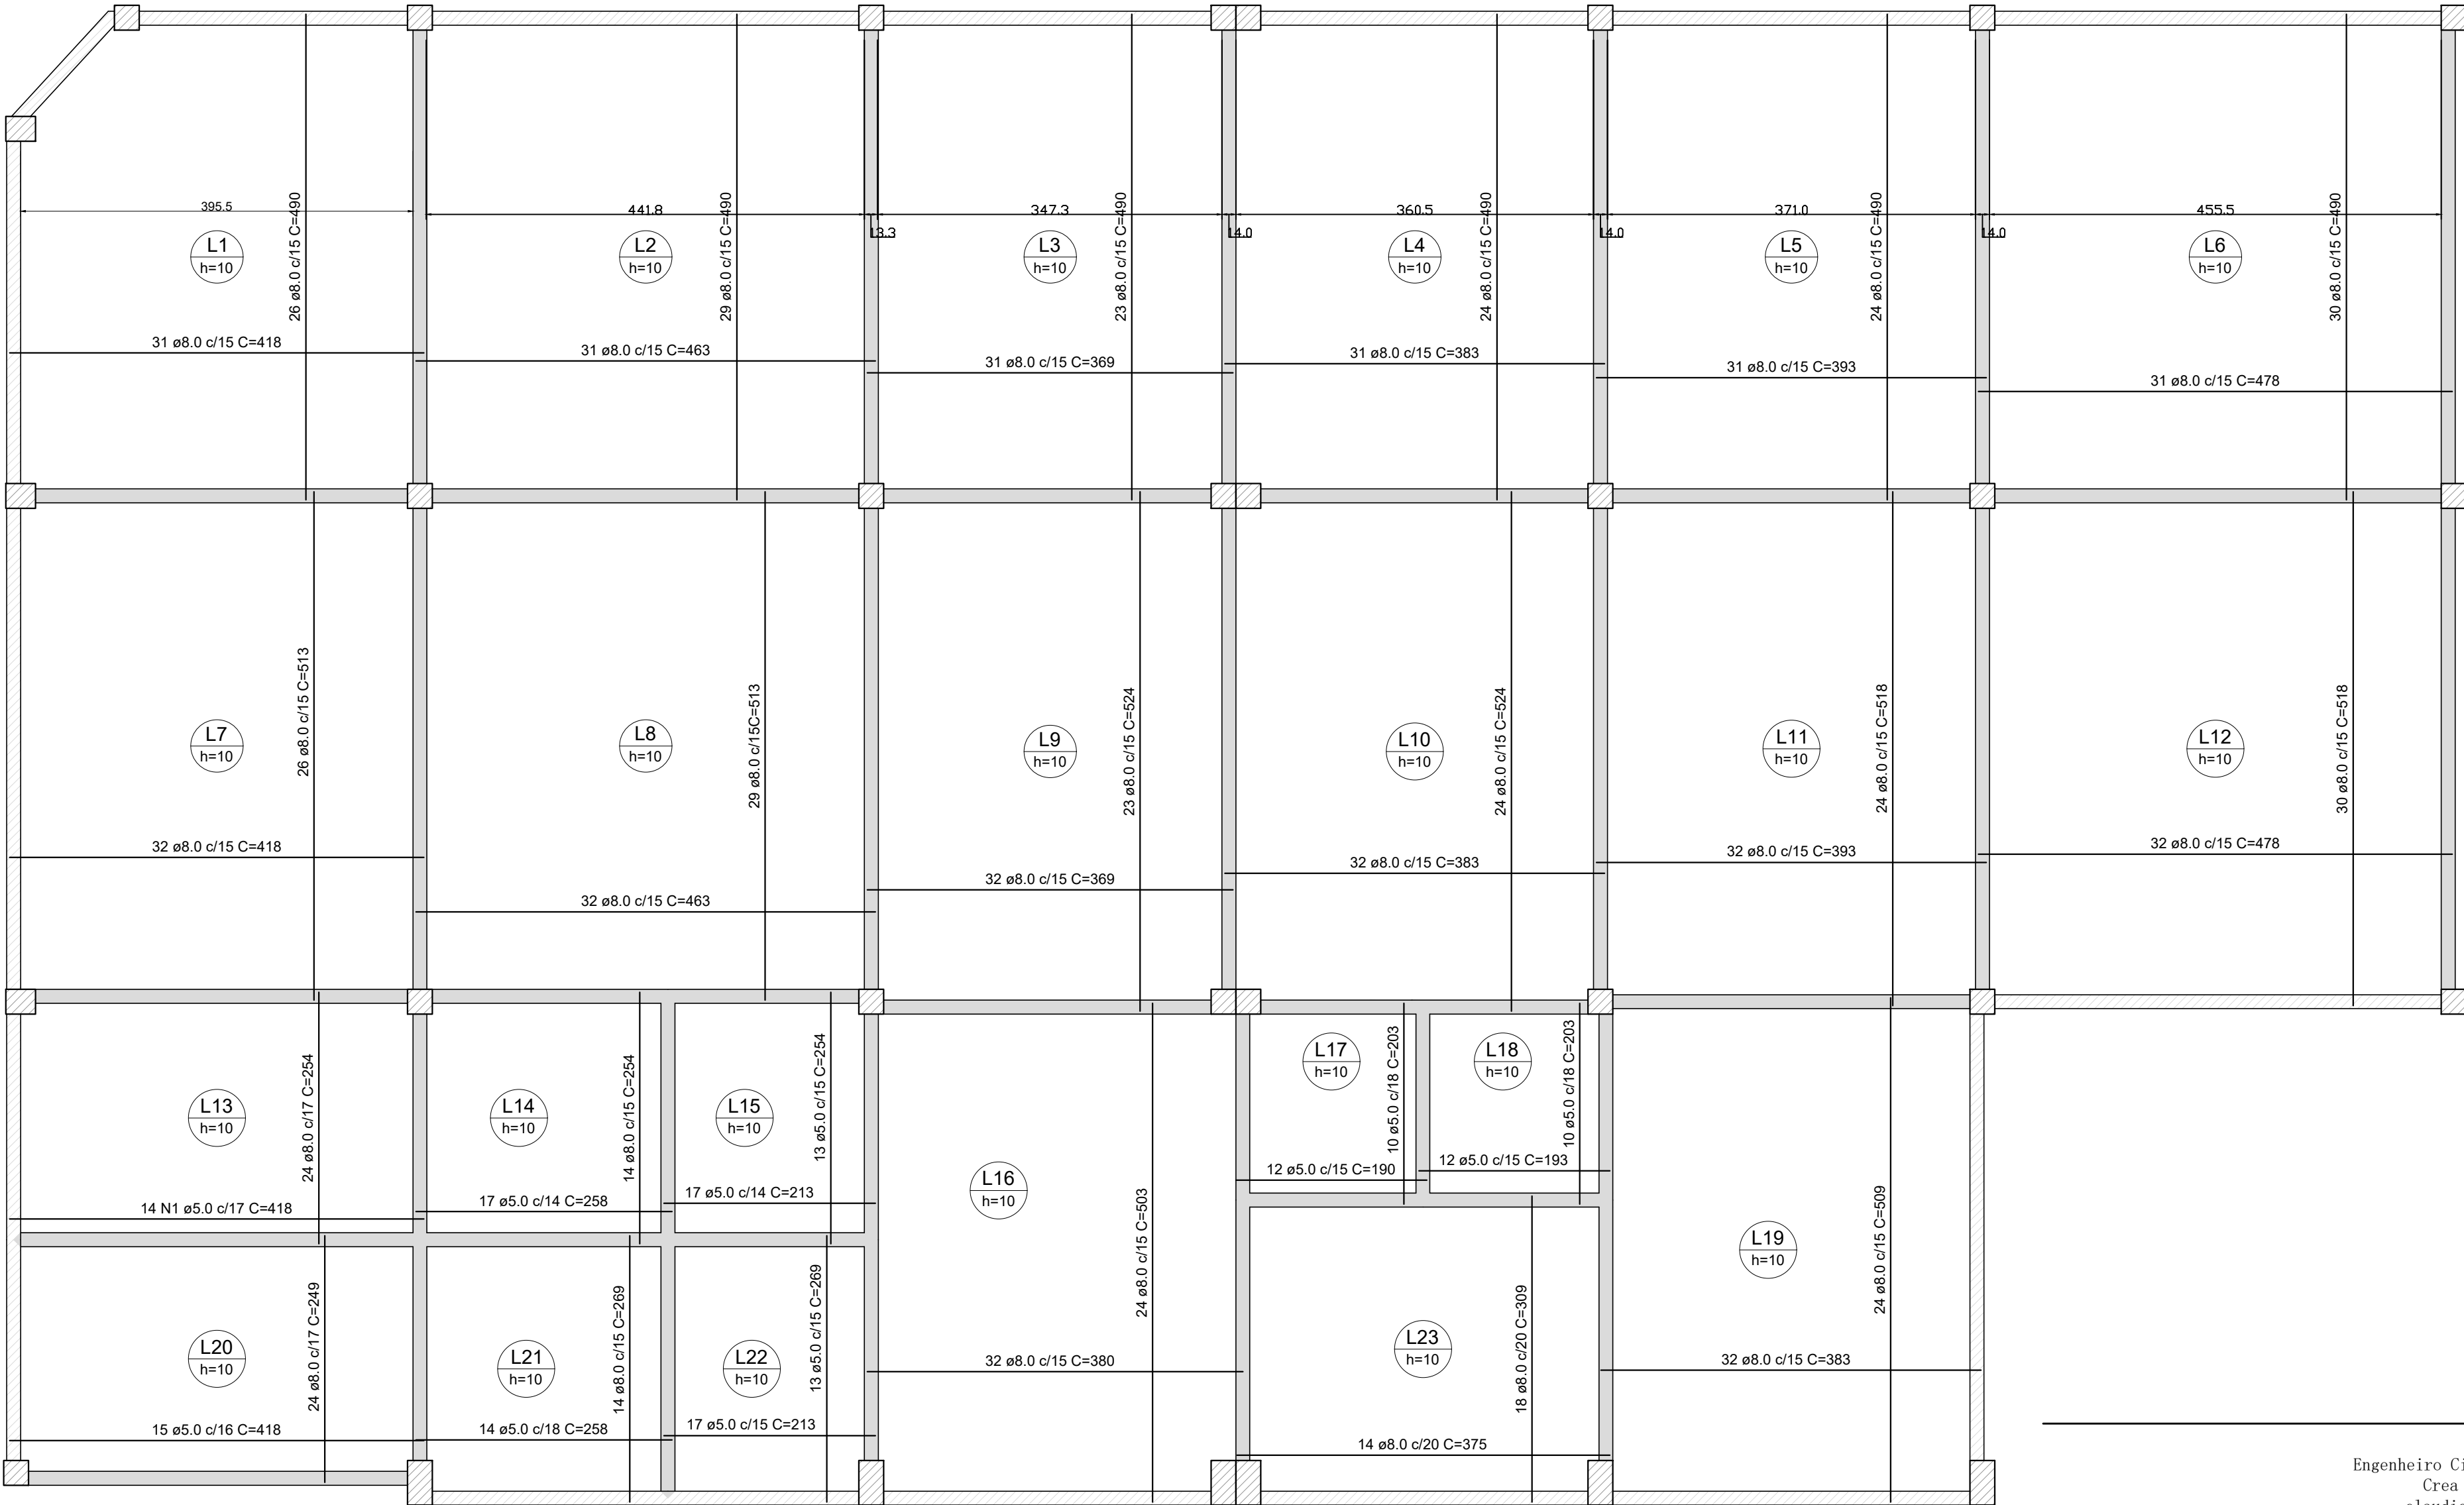 395.5
441.8
13.3
347.3
14.0
360.5
14.0
371.0
14.0
455.5
L1
h=10
26 ø8.0 c/15 C=490
31 ø8.0 c/15 C=418
L2
h=10
29 ø8.0 c/15 C=490
31 ø8.0 c/15 C=463
L3
h=10
23 ø8.0 c/15 C=490
31 ø8.0 c/15 C=369
L4
h=10
24 ø8.0 c/15 C=490
31 ø8.0 c/15 C=383
L5
h=10
24 ø8.0 c/15 C=490
31 ø8.0 c/15 C=393
L6
h=10
30 ø8.0 c/15 C=490
31 ø8.0 c/15 C=478
L7
h=10
26 ø8.0 c/15 C=513
32 ø8.0 c/15 C=418
L8
h=10
29 ø8.0 c/15C=513
32 ø8.0 c/15 C=463
L9
h=10
23 ø8.0 c/15 C=524
32 ø8.0 c/15 C=369
L10
h=10
24 ø8.0 c/15 C=524
32 ø8.0 c/15 C=383
L11
h=10
24 ø8.0 c/15 C=518
32 ø8.0 c/15 C=393
L12
h=10
30 ø8.0 c/15 C=518
32 ø8.0 c/15 C=478
L13
h=10
24 ø8.0 c/17 C=254
14 N1 ø5.0 c/17 C=418
L14
h=10
14 ø8.0 c/15 C=254
17 ø5.0 c/14 C=258
L15
h=10
13 ø5.0 c/15 C=254
17 ø5.0 c/14 C=213
L16
h=10
24 ø8.0 c/15 C=503
32 ø8.0 c/15 C=380
L17
h=10
10 ø5.0 c/18 C=203
12 ø5.0 c/15 C=190
L18
h=10
10 ø5.0 c/18 C=203
12 ø5.0 c/15 C=193
L19
h=10
24 ø8.0 c/15 C=509
32 ø8.0 c/15 C=383
L20
h=10
24 ø8.0 c/17 C=249
15 ø5.0 c/16 C=418
L21
h=10
14 ø8.0 c/15 C=269
14 ø5.0 c/18 C=258
L22
h=10
13 ø5.0 c/15 C=269
17 ø5.0 c/15 C=213
L23
h=10
18 ø8.0 c/20 C=309
14 ø8.0 c/20 C=375
Engenheiro Ci
Crea